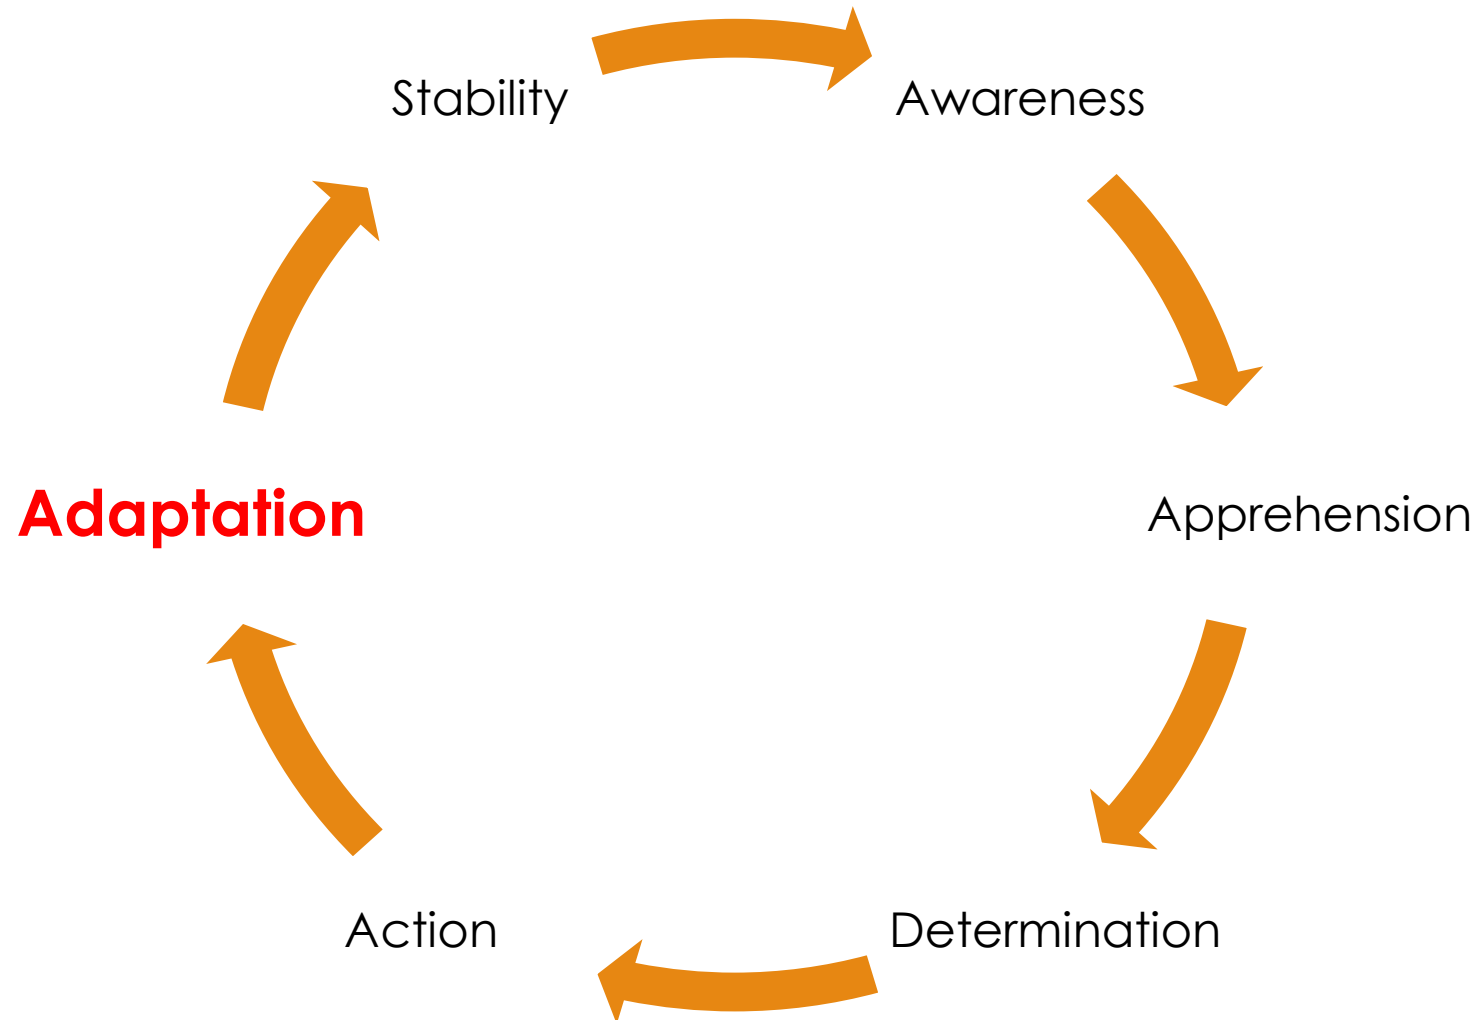 Stability
Awareness
Apprehension
Determination
Action
Adaptation